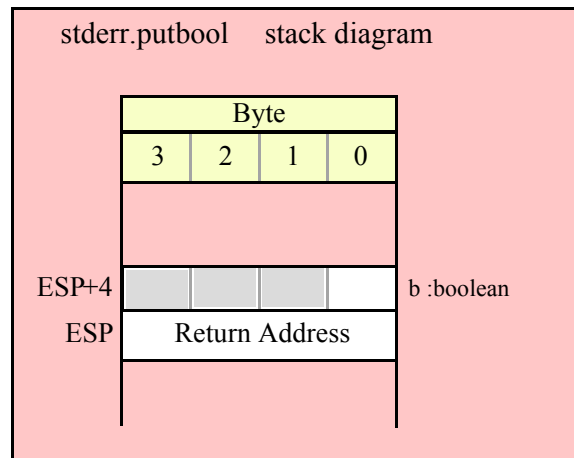 stderr.putbool stack diagram
Byte
3 2 1 0
ESP+4 b :boolean
ESP Return Address